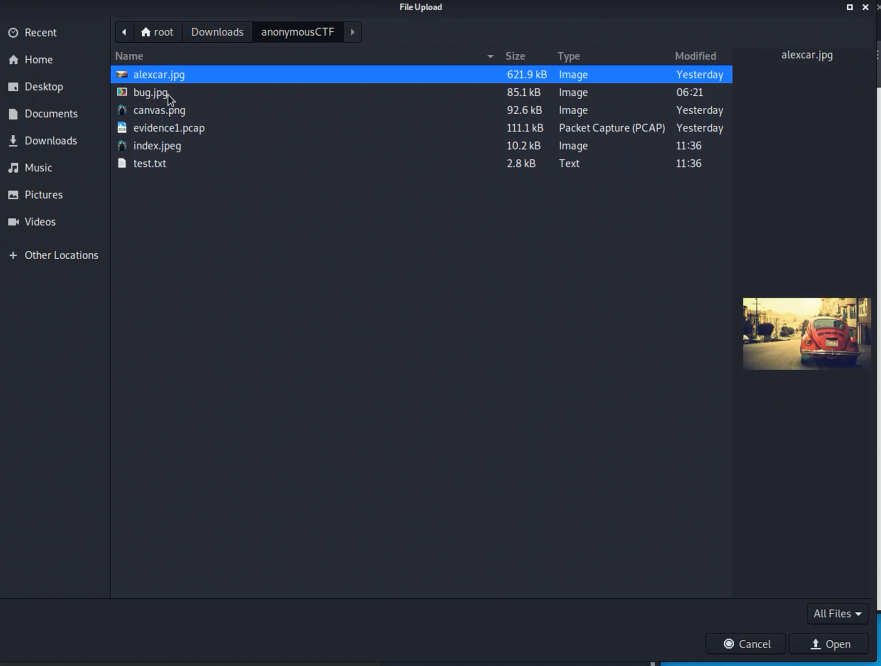 File Upload
Recent
Home
Desktop
Documents
Downloads
Music
Pictures
Videos
Other Locations
root Downloads anonymousCTF
Name Size Type Modified
alexcar.jpg 621.9 kB Image Yesterday
bug.jpg 85.1 kB Image 06:21
canvas.png 92.6 kB Image Yesterday
evidence1.pcap 111.1 kB Packet Capture (PCAP) Yesterday
index.jpeg 10.2 kB Image 11:36
test.txt 2.8 kB Text 11:36
alexcar.jpg
All Files
Cancel Open